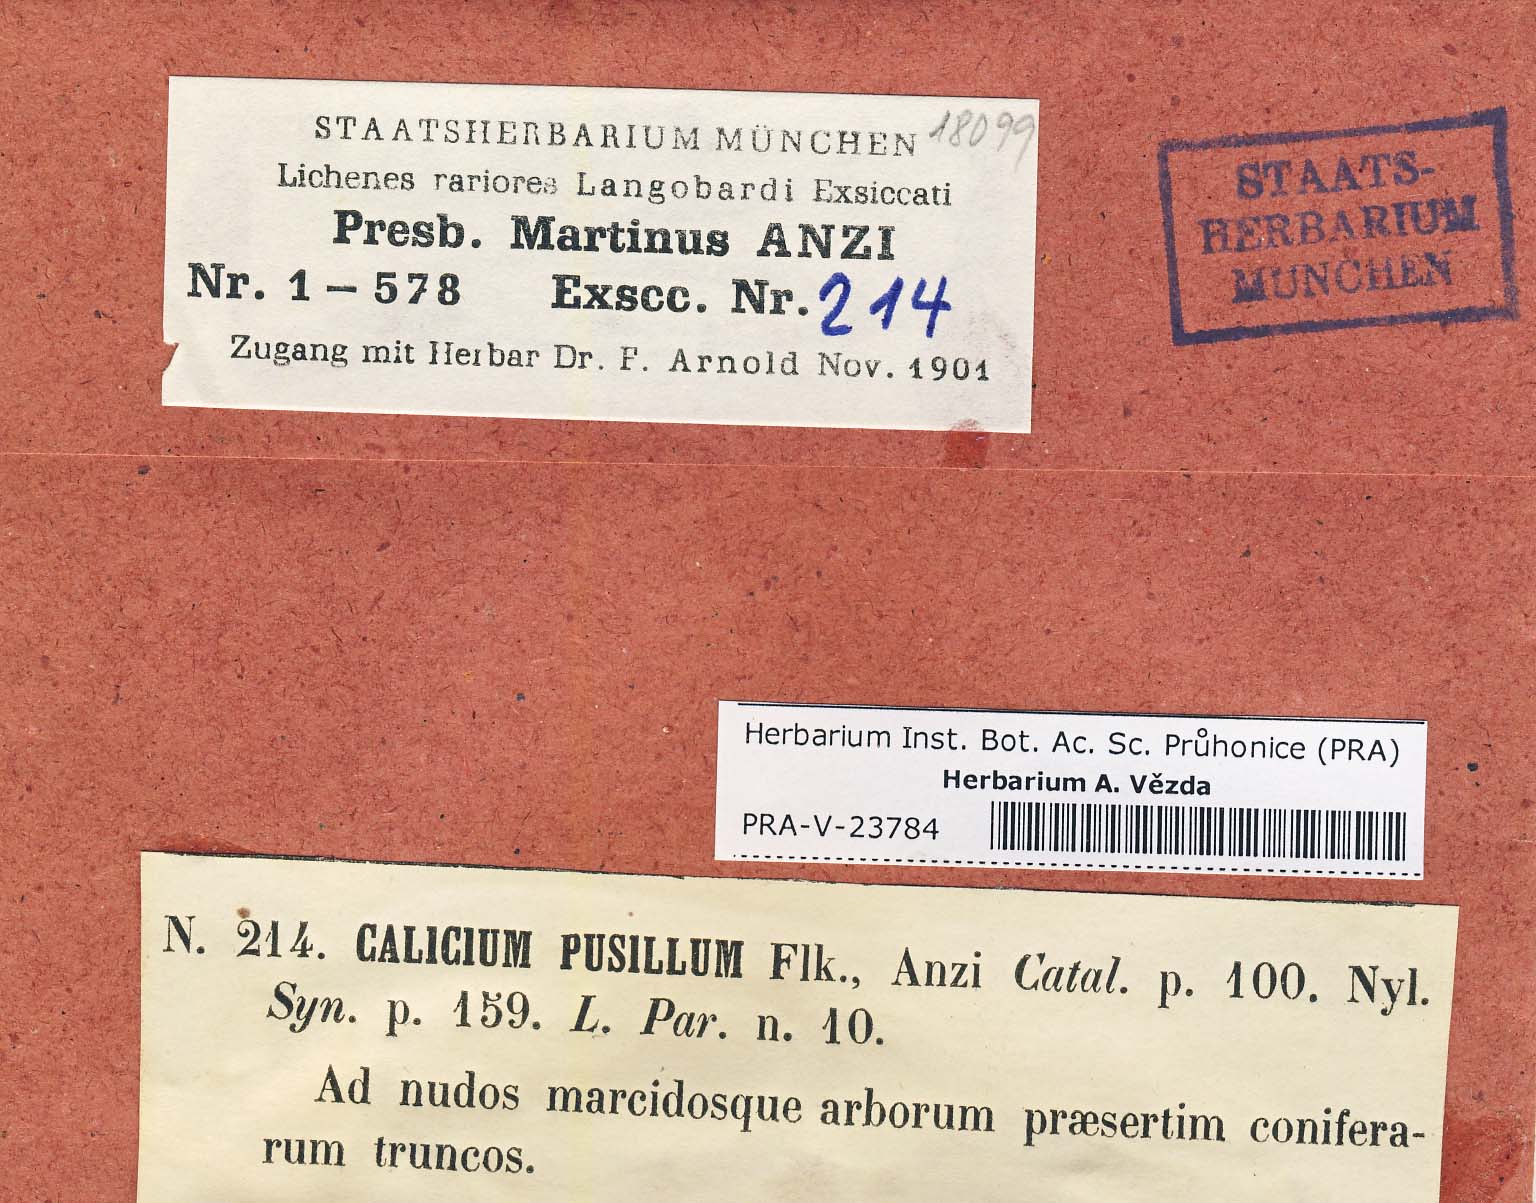 STAATSHERBARIUM MÜNCHEN 18099
Lichenes rariores Langobardi Exsiccati
Presb. Martinus ANZI
Nr. 1 – 578 Exscc. Nr. 214
Zugang mit Herbar Dr. F. Arnold Nov. 1901
STAATS-
HERBARIUM
MÜNCHEN
Herbarium Inst. Bot. Ac. Sc. Průhonice (PRA)
Herbarium A. Vězda
PRA-V-23784
N. 214. CALICIUM PUSILLUM Flk., Anzi Catal. p. 100. Nyl.
Syn. p. 159. L. Par. n. 10.
Ad nudos marcidosque arborum præsertim conifera-
rum truncos.